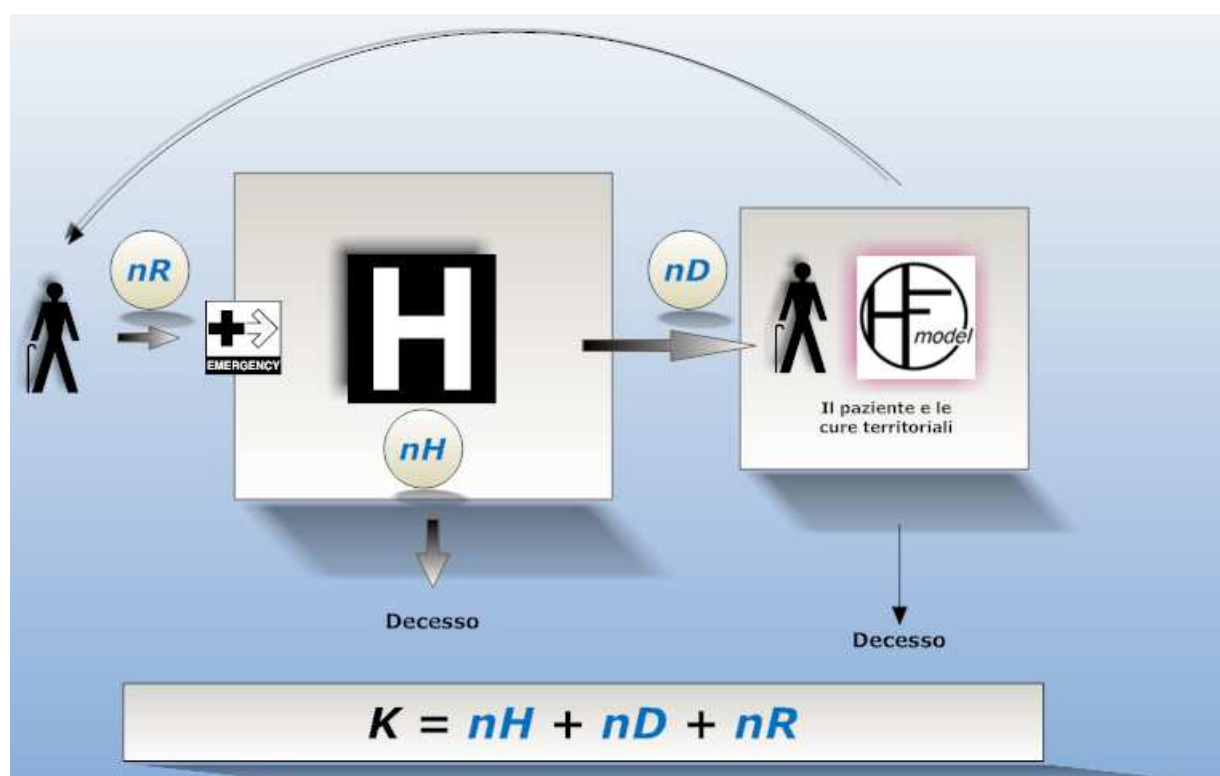 nR
EMERGENCY
H
nH
nD
HF
model
Il paziente e le
cure territoriali
Decesso
Decesso
K = nH + nD + nR